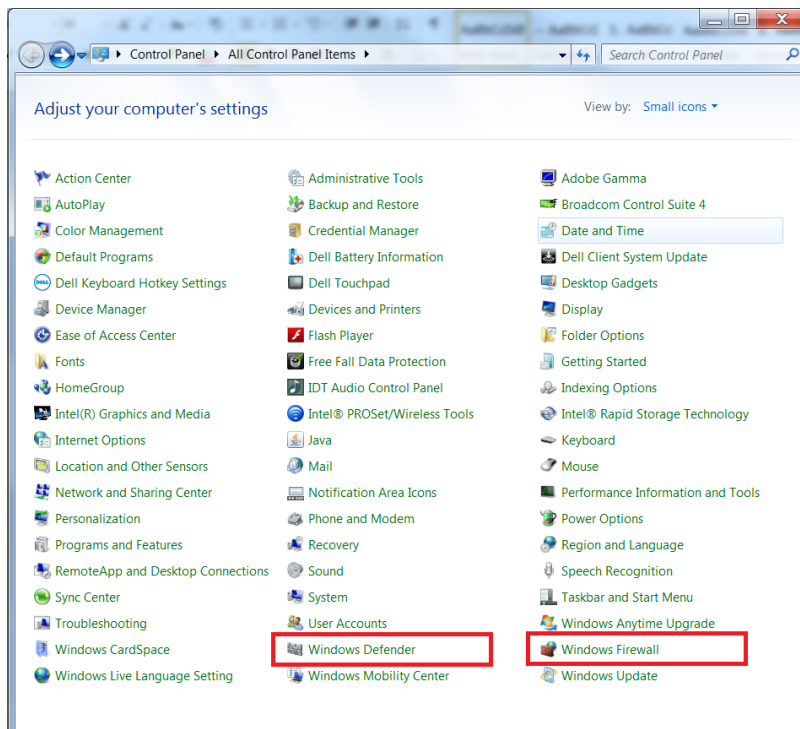 Control Panel All Control Panel Items Search Control Panel
Adjust your computer's settings View by: Small icons
Action Center Administrative Tools Adobe Gamma
AutoPlay Backup and Restore Broadcom Control Suite 4
Color Management Credential Manager Date and Time
Default Programs Dell Battery Information Dell Client System Update
Dell Keyboard Hotkey Settings Dell Touchpad Desktop Gadgets
Device Manager Devices and Printers Display
Ease of Access Center Flash Player Folder Options
Fonts Free Fall Data Protection Getting Started
HomeGroup IDT Audio Control Panel Indexing Options
Intel(R) Graphics and Media Intel® PROSet/Wireless Tools Intel® Rapid Storage Technology
Internet Options Java Keyboard
Location and Other Sensors Mail Mouse
Network and Sharing Center Notification Area Icons Performance Information and Tools
Personalization Phone and Modem Power Options
Programs and Features Recovery Region and Language
RemoteApp and Desktop Connections Sound Speech Recognition
Sync Center System Taskbar and Start Menu
Troubleshooting User Accounts Windows Anytime Upgrade
Windows CardSpace Windows Defender Windows Firewall
Windows Live Language Setting Windows Mobility Center Windows Update